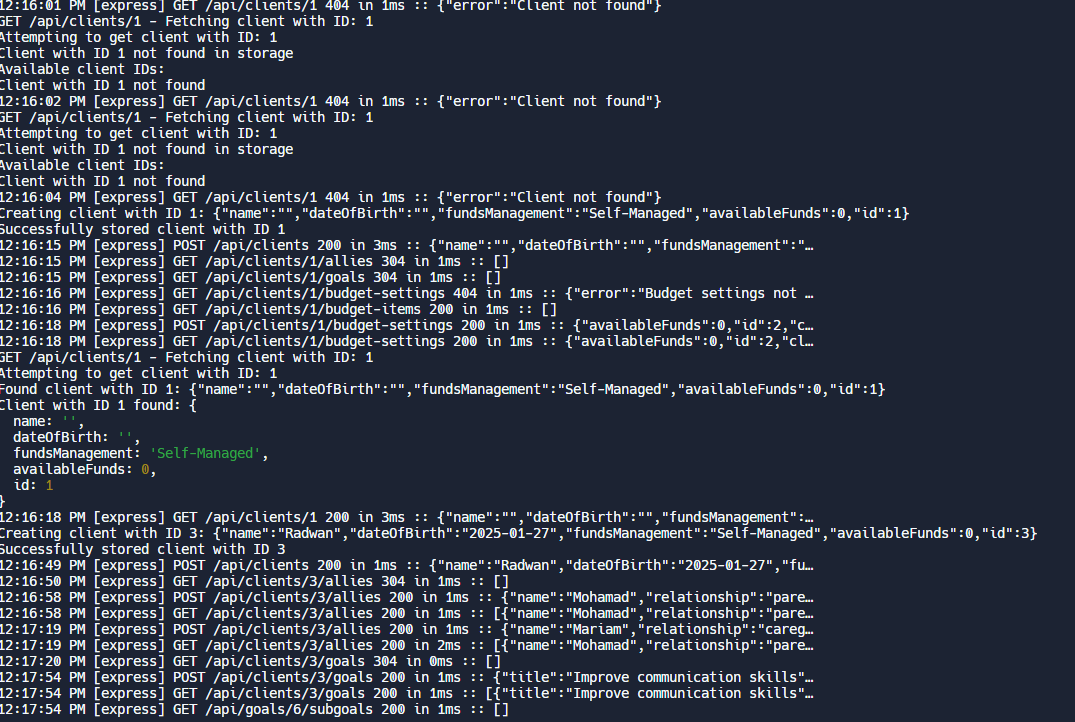 12:16:01 PM [express] GET /api/clients/1 404 in 1ms :: {"error":"Client not found"}
GET /api/clients/1 - Fetching client with ID: 1
Attempting to get client with ID: 1
Client with ID 1 not found in storage
Available client IDs:
Client with ID 1 not found
12:16:02 PM [express] GET /api/clients/1 404 in 1ms :: {"error":"Client not found"}
GET /api/clients/1 - Fetching client with ID: 1
Attempting to get client with ID: 1
Client with ID 1 not found in storage
Available client IDs:
Client with ID 1 not found
12:16:04 PM [express] GET /api/clients/1 404 in 1ms :: {"error":"Client not found"}
Creating client with ID 1: {"name":"","dateOfBirth":"","fundsManagement":"Self-Managed","availableFunds":0,"id":1}
Successfully stored client with ID 1
12:16:15 PM [express] POST /api/clients 200 in 3ms :: {"name":"","dateOfBirth":"","fundsManagement":"…
12:16:15 PM [express] GET /api/clients/1/allies 304 in 1ms :: []
12:16:15 PM [express] GET /api/clients/1/goals 304 in 1ms :: []
12:16:16 PM [express] GET /api/clients/1/budget-settings 404 in 1ms :: {"error":"Budget settings not …
12:16:16 PM [express] GET /api/clients/1/budget-items 200 in 1ms :: []
12:16:18 PM [express] POST /api/clients/1/budget-settings 200 in 1ms :: {"availableFunds":0,"id":2,"c…
12:16:18 PM [express] GET /api/clients/1/budget-settings 200 in 1ms :: {"availableFunds":0,"id":2,"cl…
GET /api/clients/1 - Fetching client with ID: 1
Attempting to get client with ID: 1
Found client with ID 1: {"name":"","dateOfBirth":"","fundsManagement":"Self-Managed","availableFunds":0,"id":1}
Client with ID 1 found: {
  name: '',
  dateOfBirth: '',
  fundsManagement: 'Self-Managed',
  availableFunds: 0,
  id: 1
}
12:16:18 PM [express] GET /api/clients/1 200 in 3ms :: {"name":"","dateOfBirth":"","fundsManagement":…
Creating client with ID 3: {"name":"Radwan","dateOfBirth":"2025-01-27","fundsManagement":"Self-Managed","availableFunds":0,"id":3}
Successfully stored client with ID 3
12:16:49 PM [express] POST /api/clients 200 in 1ms :: {"name":"Radwan","dateOfBirth":"2025-01-27","fu…
12:16:50 PM [express] GET /api/clients/3/allies 304 in 1ms :: []
12:16:58 PM [express] POST /api/clients/3/allies 200 in 1ms :: {"name":"Mohamad","relationship":"pare…
12:16:58 PM [express] GET /api/clients/3/allies 200 in 1ms :: [{"name":"Mohamad","relationship":"pare…
12:17:19 PM [express] POST /api/clients/3/allies 200 in 1ms :: {"name":"Mariam","relationship":"careg…
12:17:19 PM [express] GET /api/clients/3/allies 200 in 2ms :: [{"name":"Mohamad","relationship":"pare…
12:17:20 PM [express] GET /api/clients/3/goals 304 in 0ms :: []
12:17:54 PM [express] POST /api/clients/3/goals 200 in 1ms :: {"title":"Improve communication skills"…
12:17:54 PM [express] GET /api/clients/3/goals 200 in 1ms :: [{"title":"Improve communication skills"…
12:17:54 PM [express] GET /api/goals/6/subgoals 200 in 1ms :: []